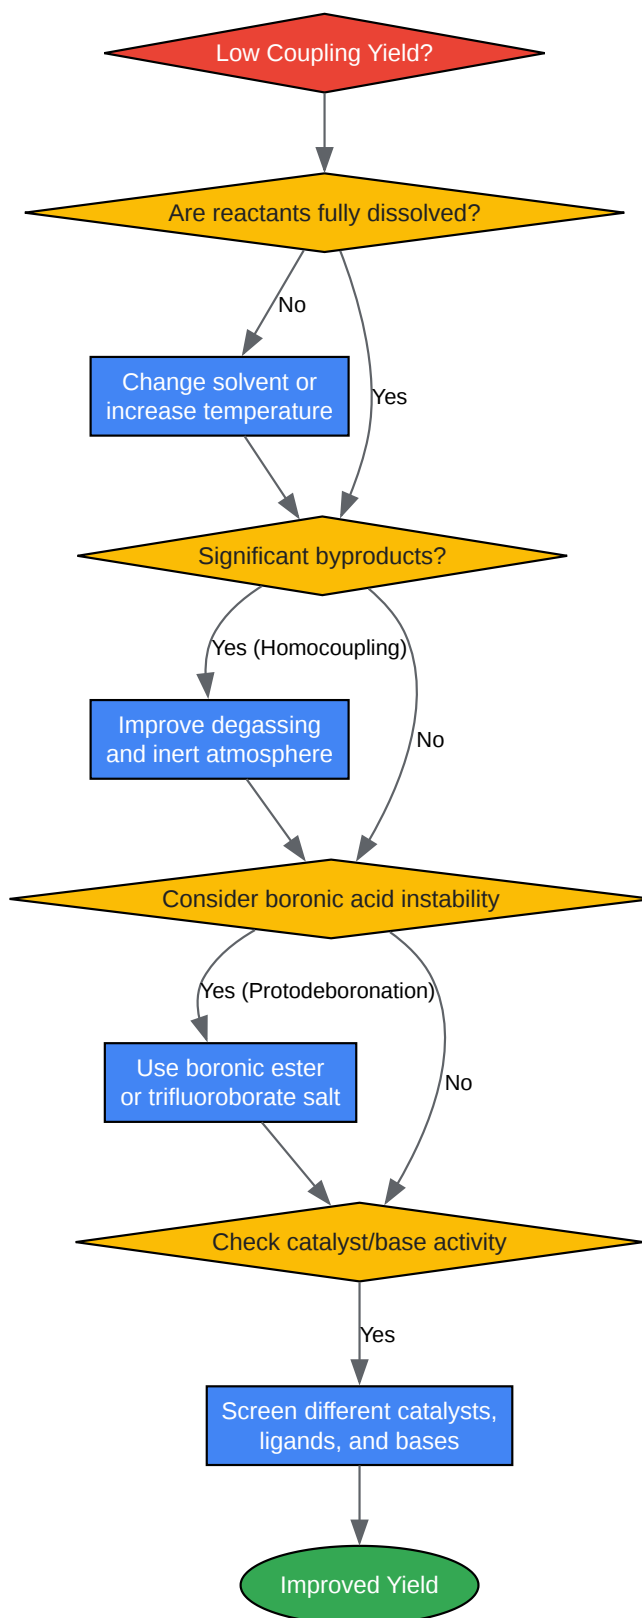 Low Coupling Yield?
Are reactants fully dissolved?
No
Change solvent or
increase temperature
Yes
Significant byproducts?
Yes (Homocoupling)
Improve degassing
and inert atmosphere
No
Consider boronic acid instability
Yes (Protodeboronation)
Use boronic ester
or trifluoroborate salt
No
Check catalyst/base activity
Yes
Screen different catalysts,
ligands, and bases
Improved Yield